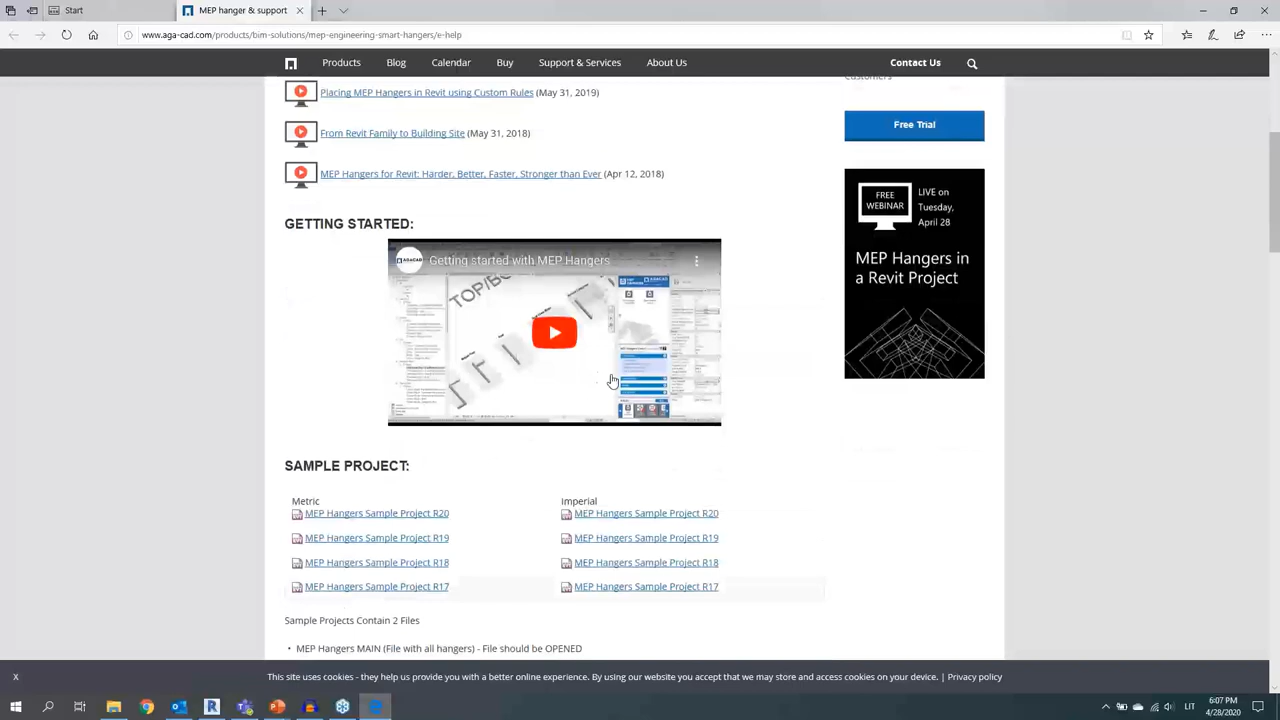 Start
MEP hanger & support
www.aga-cad.com/products/bim-solutions/mep-engineering-smart-hangers/e-help
Products
Blog
Calendar
Buy
Support & Services
About Us
Contact Us
Customers
Placing MEP Hangers in Revit using Custom Rules (May 31, 2019)
Free Trial
From Revit Family to Building Site (May 31, 2018)
MEP Hangers for Revit: Harder, Better, Faster, Stronger than Ever (Apr 12, 2018)
FREE
WEBINAR
LIVE on
Tuesday,
April 28
MEP Hangers in
a Revit Project
GETTING STARTED:
AGACAD
Getting started with MEP Hangers
SAMPLE PROJECT:
Metric
MEP Hangers Sample Project R20
MEP Hangers Sample Project R19
MEP Hangers Sample Project R18
MEP Hangers Sample Project R17
Imperial
MEP Hangers Sample Project R20
MEP Hangers Sample Project R19
MEP Hangers Sample Project R18
MEP Hangers Sample Project R17
Sample Projects Contain 2 Files
• MEP Hangers MAIN (File with all hangers) - File should be OPENED
X
This site uses cookies - they help us provide you with a better online experience. By using our website you accept that we may store and access cookies on your device. | Privacy policy
LIT
6:07 PM
4/28/2020